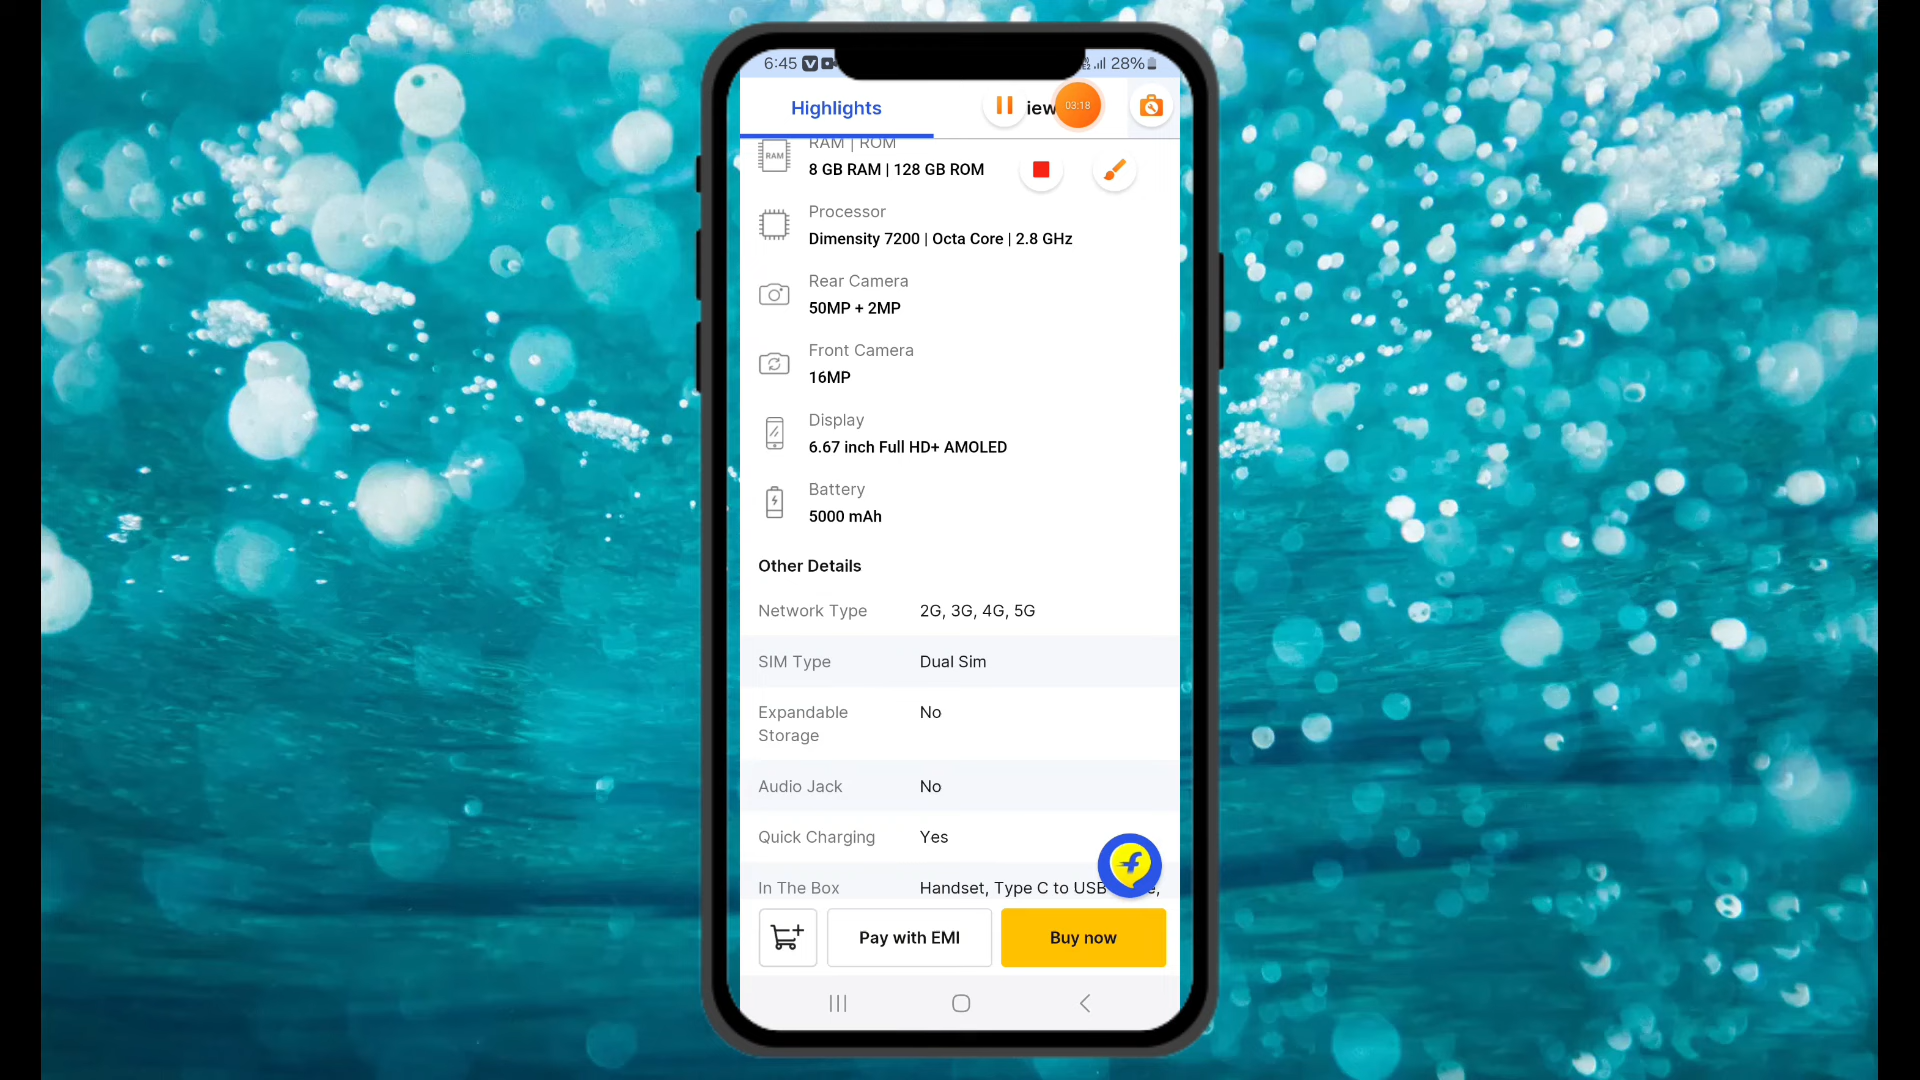 6:45
28%
Highlights
iew
03:18
RAM | ROM
RAM
8 GB RAM | 128 GB ROM
Processor
Dimensity 7200 | Octa Core | 2.8 GHz
Rear Camera
50MP + 2MP
Front Camera
16MP
Display
6.67 inch Full HD+ AMOLED
Battery
5000 mAh
Other Details
Network Type 2G, 3G, 4G, 5G
SIM Type Dual Sim
Expandable Storage No
Audio Jack No
Quick Charging Yes
In The Box Handset, Type C to USB
Pay with EMI
Buy now